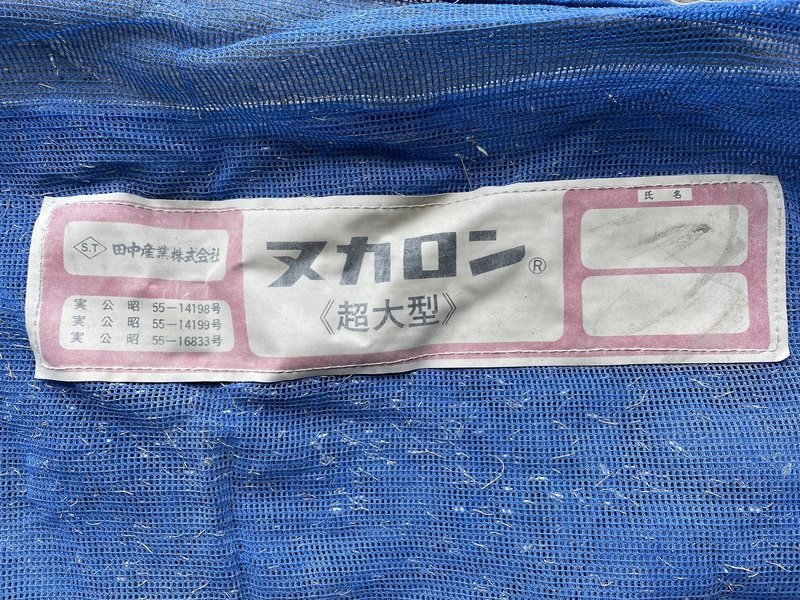 S.T 田中産業株式会社
実公昭 55-14198号
実公昭 55-14199号
実公昭 55-16833号
ヌカロン®
《超大型》
氏名